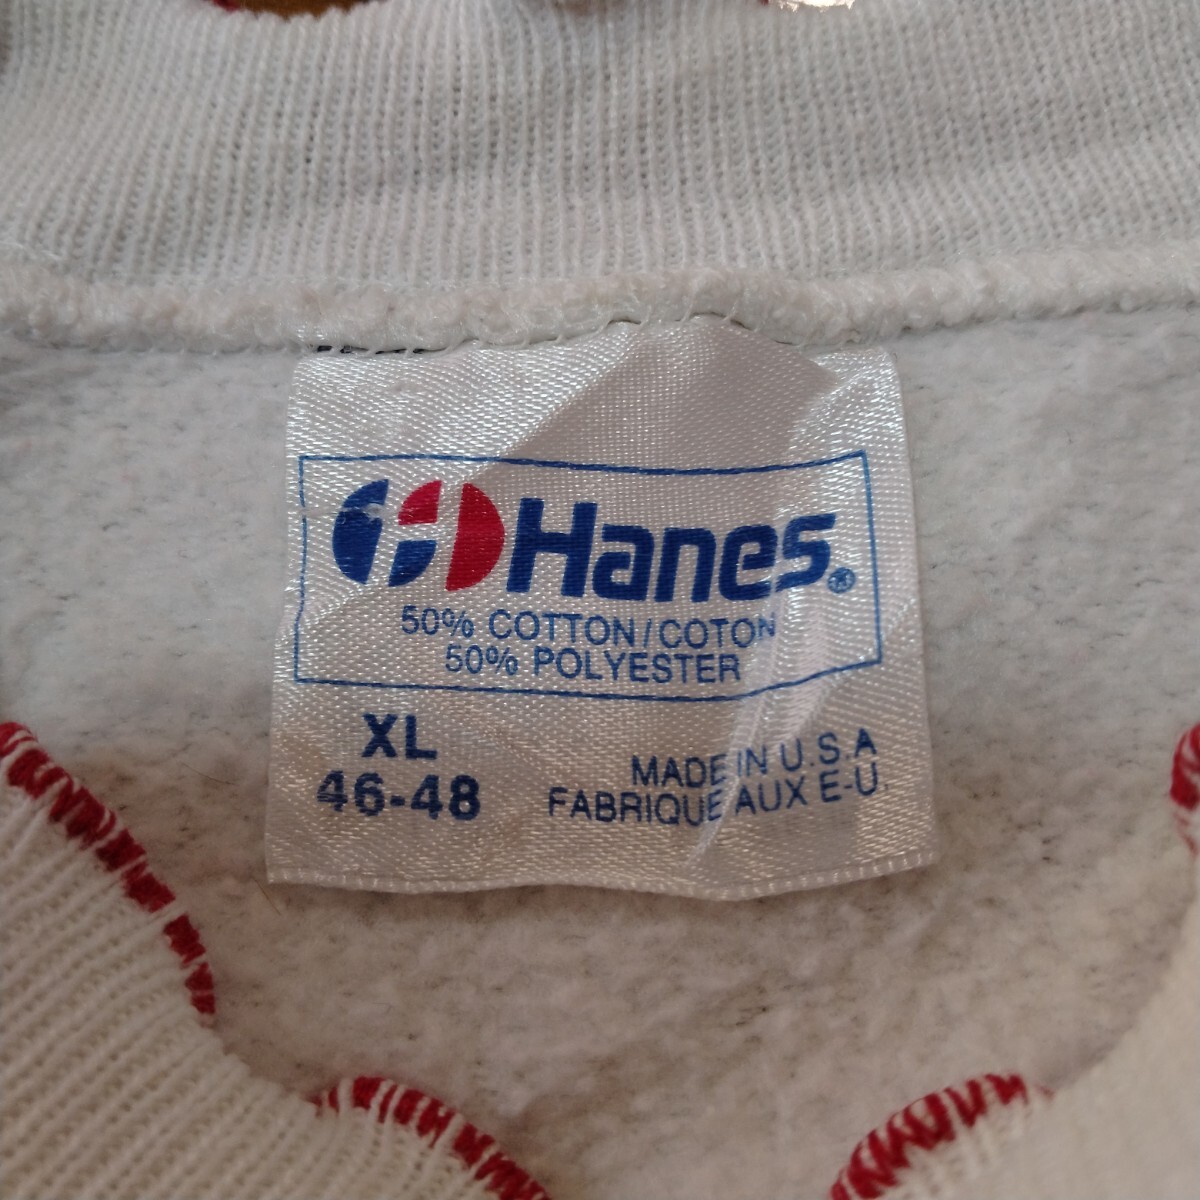 Hanes®
50% COTTON/COTON
50% POLYESTER
XL
46-48
MADE IN U.S.A
FABRIQUE AUX E-U.